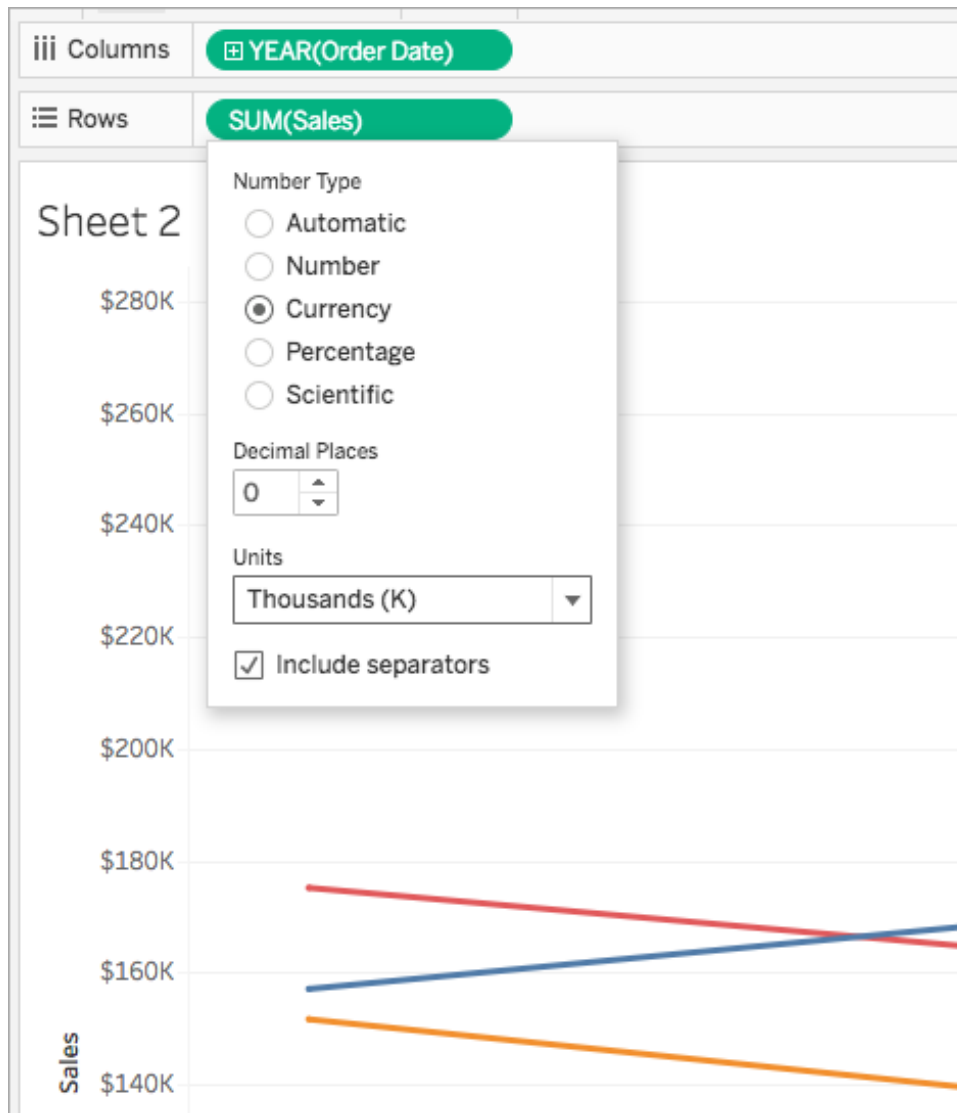 Columns
YEAR(Order Date)
Rows
SUM(Sales)
Number Type
Automatic
Number
Currency
Percentage
Scientific
Decimal Places
0
Units
Thousands (K)
Include separators
Sheet 2
$280K
$260K
$240K
$220K
$200K
$180K
$160K
$140K
Sales